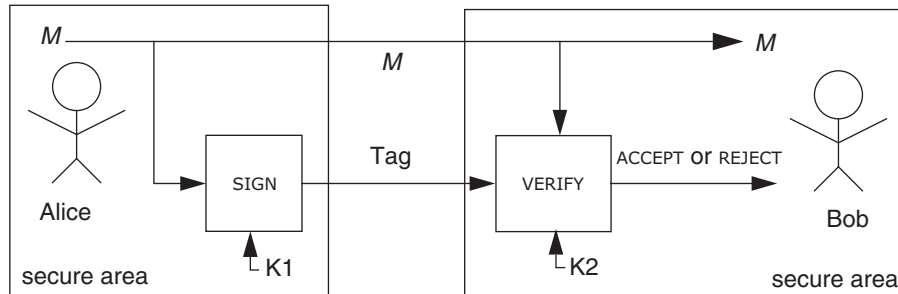 M
M
M
Tag
SIGN
VERIFY
ACCEPT or REJECT
Alice
Bob
K1
K2
secure area
secure area